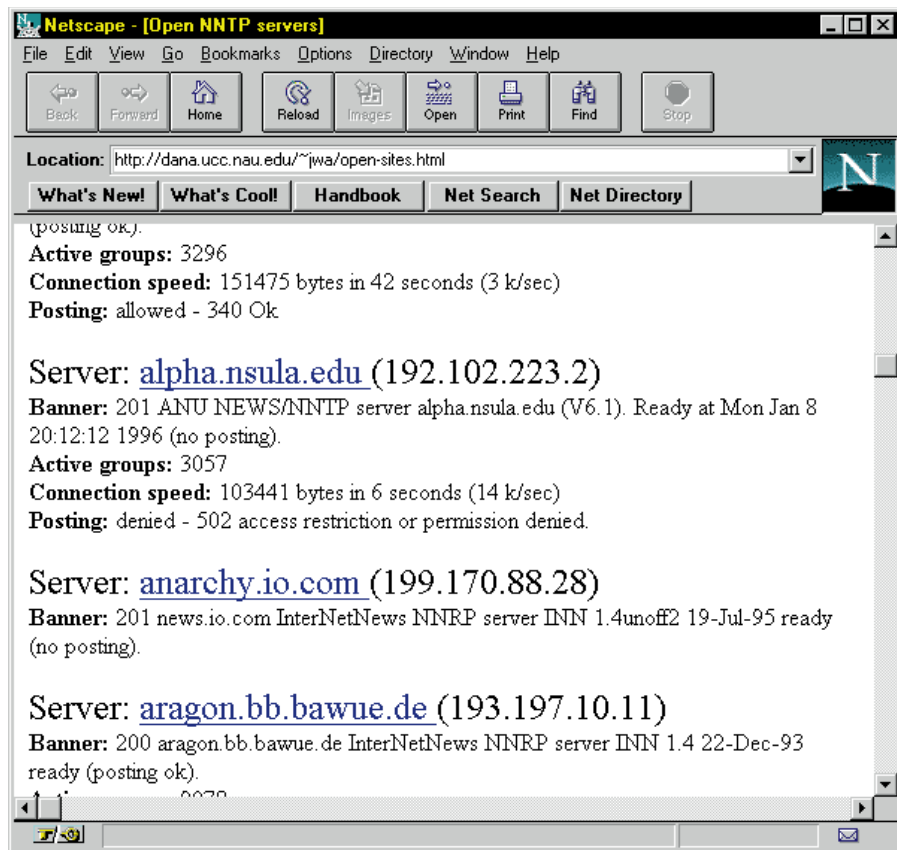 Netscape - [Open NNTP servers]
File Edit View Go Bookmarks Options Directory Window Help
Back Forward Home Reload Images Open Print Find Stop
Location: http://dana.ucc.nau.edu/~jwa/open-sites.html
N
What's New! What's Cool! Handbook Net Search Net Directory
(posting ok).
Active groups: 3296
Connection speed: 151475 bytes in 42 seconds (3 k/sec)
Posting: allowed - 340 Ok
Server: alpha.nsula.edu (192.102.223.2)
Banner: 201 ANU NEWS/NNTP server alpha.nsula.edu (V6.1). Ready at Mon Jan 8
20:12:12 1996 (no posting).
Active groups: 3057
Connection speed: 103441 bytes in 6 seconds (14 k/sec)
Posting: denied - 502 access restriction or permission denied.
Server: anarchy.io.com (199.170.88.28)
Banner: 201 news.io.com InterNetNews NNRP server INN 1.4unoff2 19-Jul-95 ready
(no posting).
Server: aragon.bb.bawue.de (193.197.10.11)
Banner: 200 aragon.bb.bawue.de InterNetNews NNRP server INN 1.4 22-Dec-93
ready (posting ok).